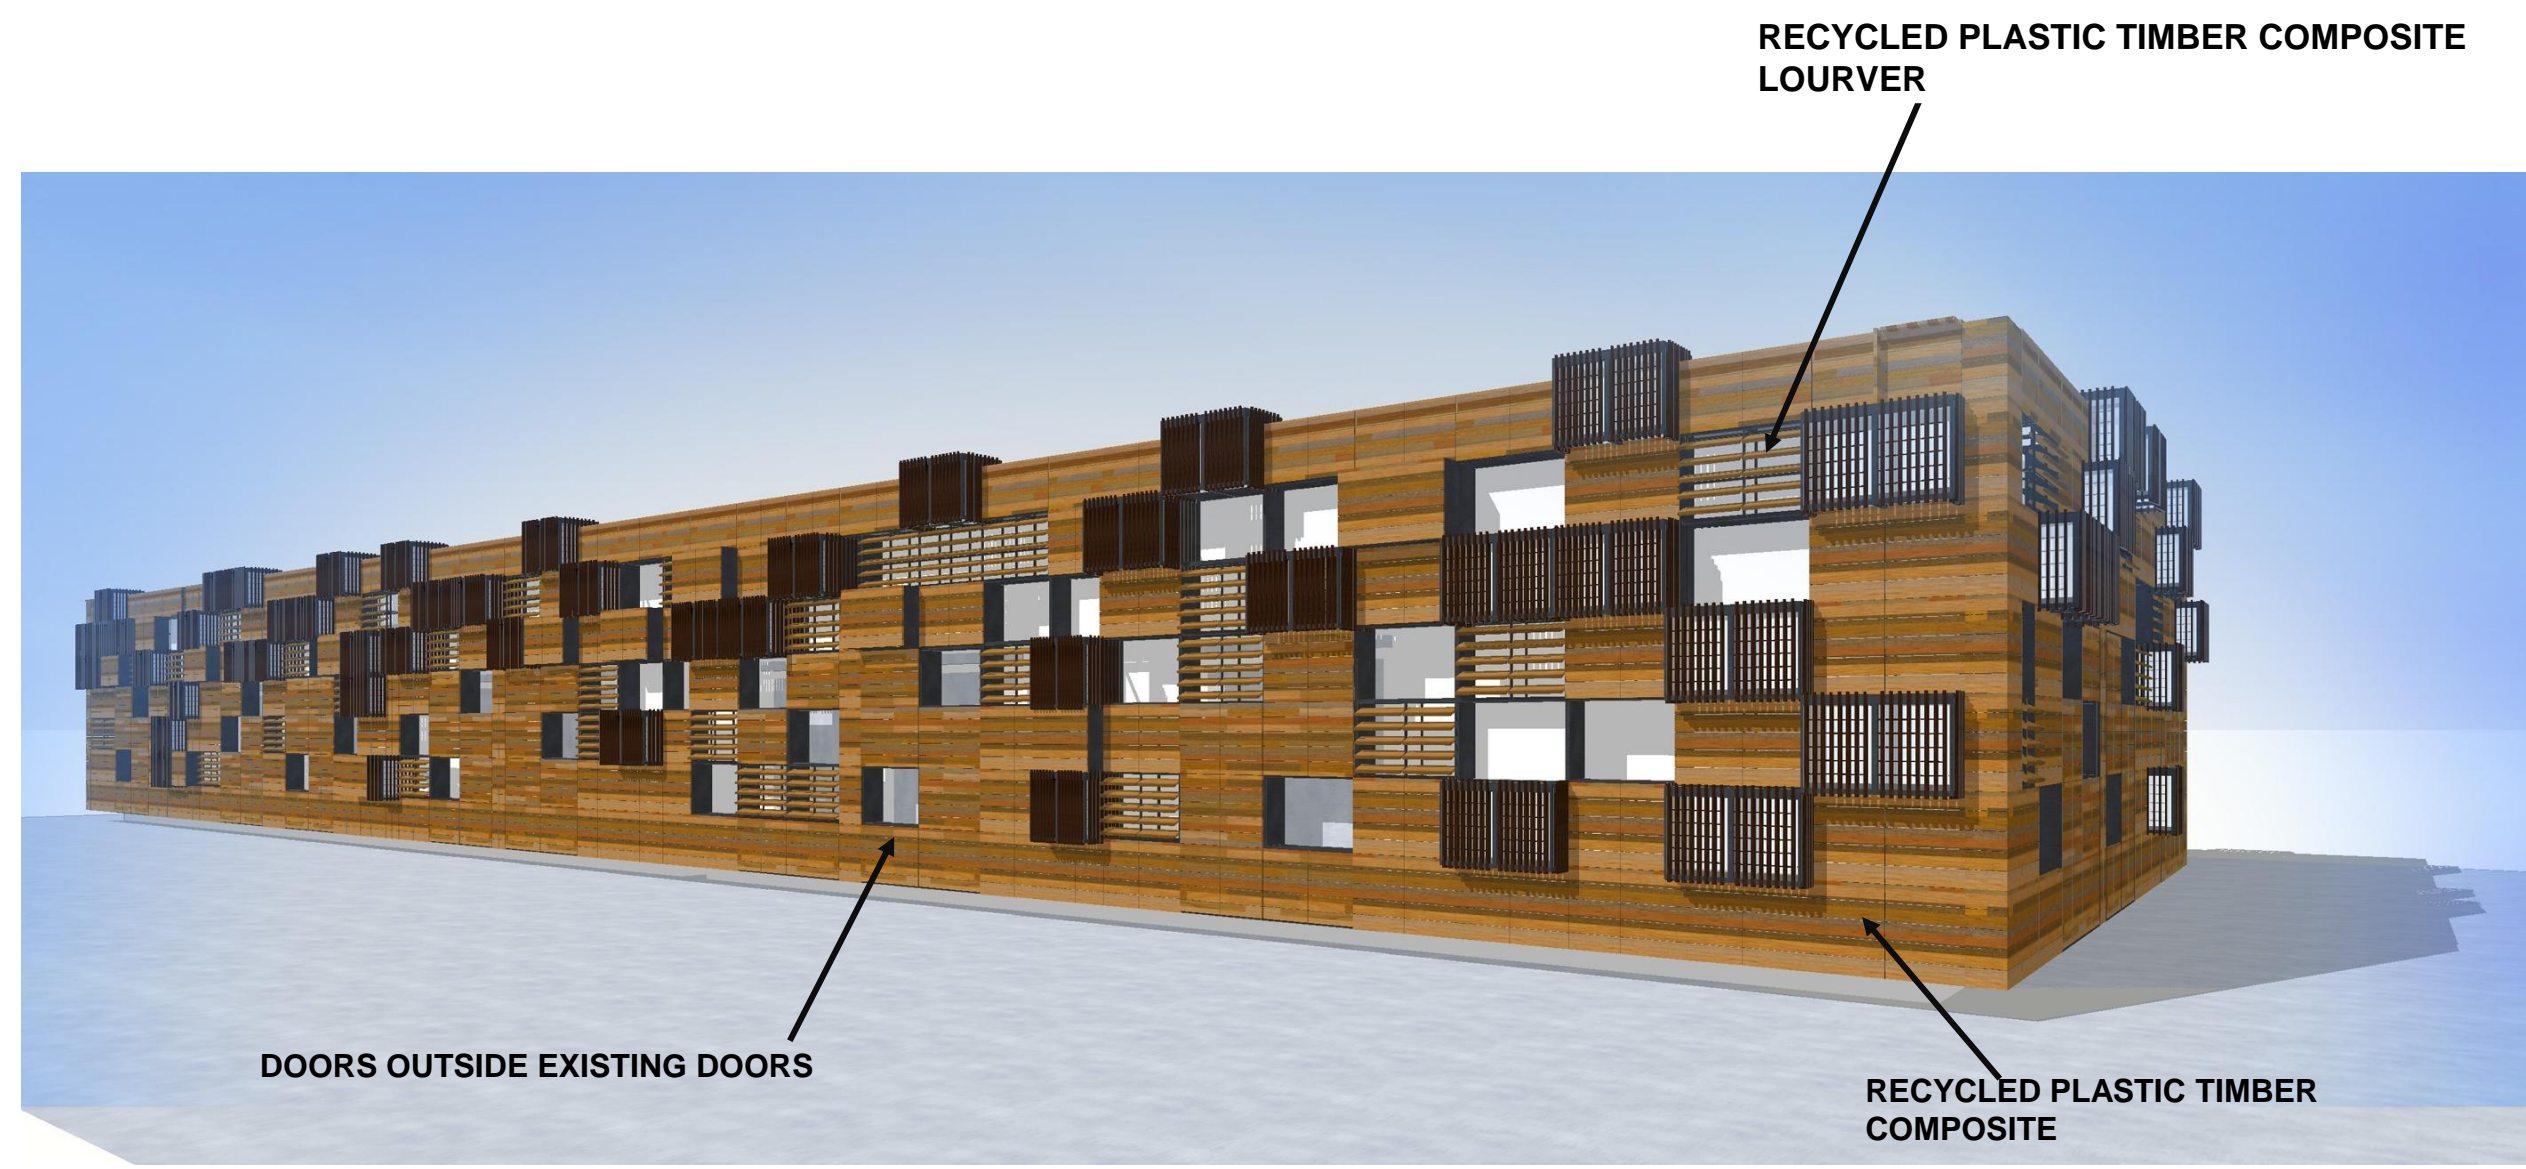 RECYCLED PLASTIC TIMBER COMPOSITE
LOURVER
DOORS OUTSIDE EXISTING DOORS
RECYCLED PLASTIC TIMBER
COMPOSITE